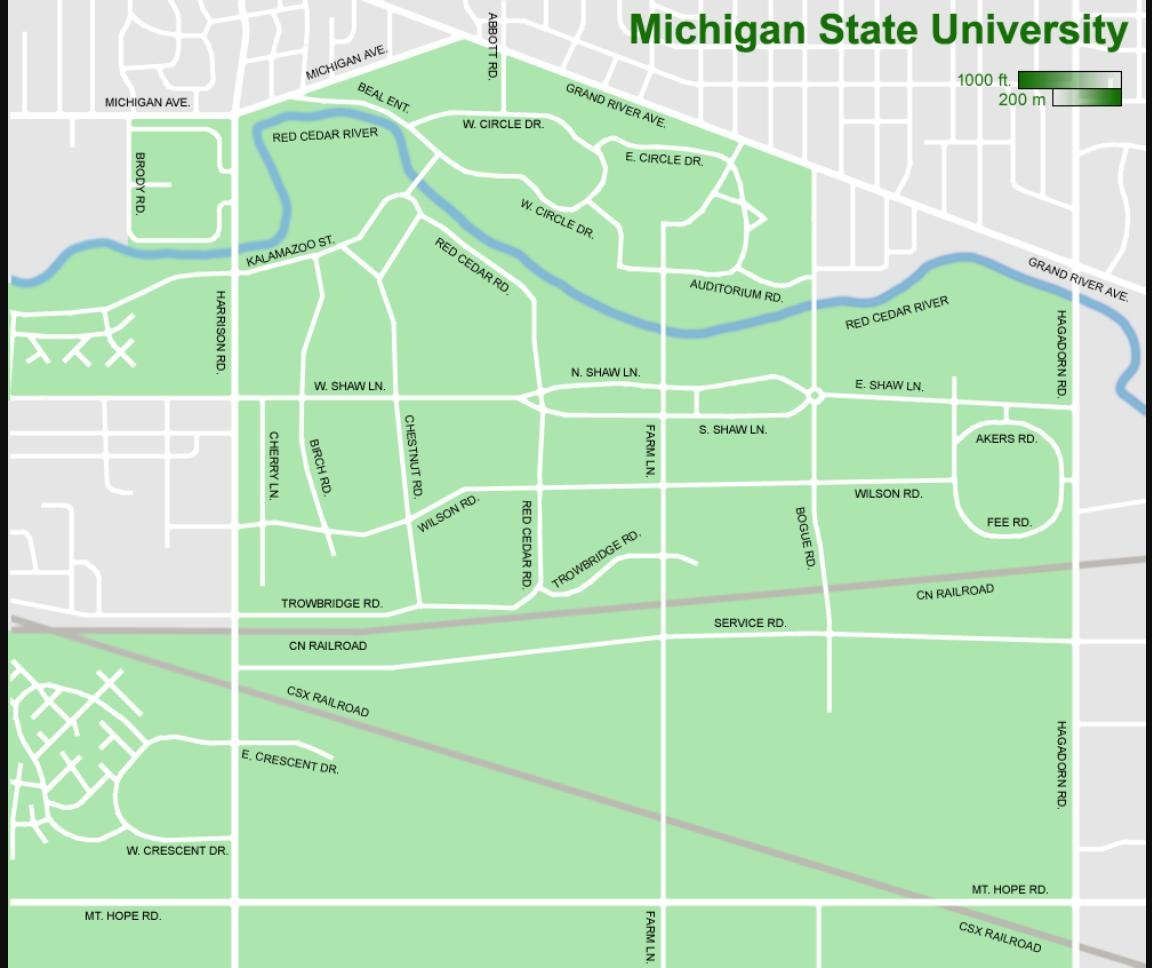 Michigan State University
ABBOTT RD.
MICHIGAN AVE.
1000 ft.
200 m
MICHIGAN AVE.
BEAL ENT.
GRAND RIVER AVE.
W. CIRCLE DR.
RED CEDAR RIVER
E. CIRCLE DR.
BRODY RD.
W. CIRCLE DR.
KALAMAZOO ST.
RED CEDAR RD.
GRAND RIVER AVE.
AUDITORIUM RD.
RED CEDAR RIVER
HARRISON RD.
HAGADORN RD.
N. SHAW LN.
W. SHAW LN.
E. SHAW LN.
S. SHAW LN.
AKERS RD.
CHERRY LN.
BIRCH RD.
CHESTNUT RD.
FARM LN.
WILSON RD.
WILSON RD.
FEE RD.
RED CEDAR RD.
BOGUE RD.
TROWBRIDGE RD.
CN RAILROAD
TROWBRIDGE RD.
SERVICE RD.
CN RAILROAD
CSX RAILROAD
E. CRESCENT DR.
HAGADORN RD.
W. CRESCENT DR.
MT. HOPE RD.
MT. HOPE RD.
FARM LN.
CSX RAILROAD